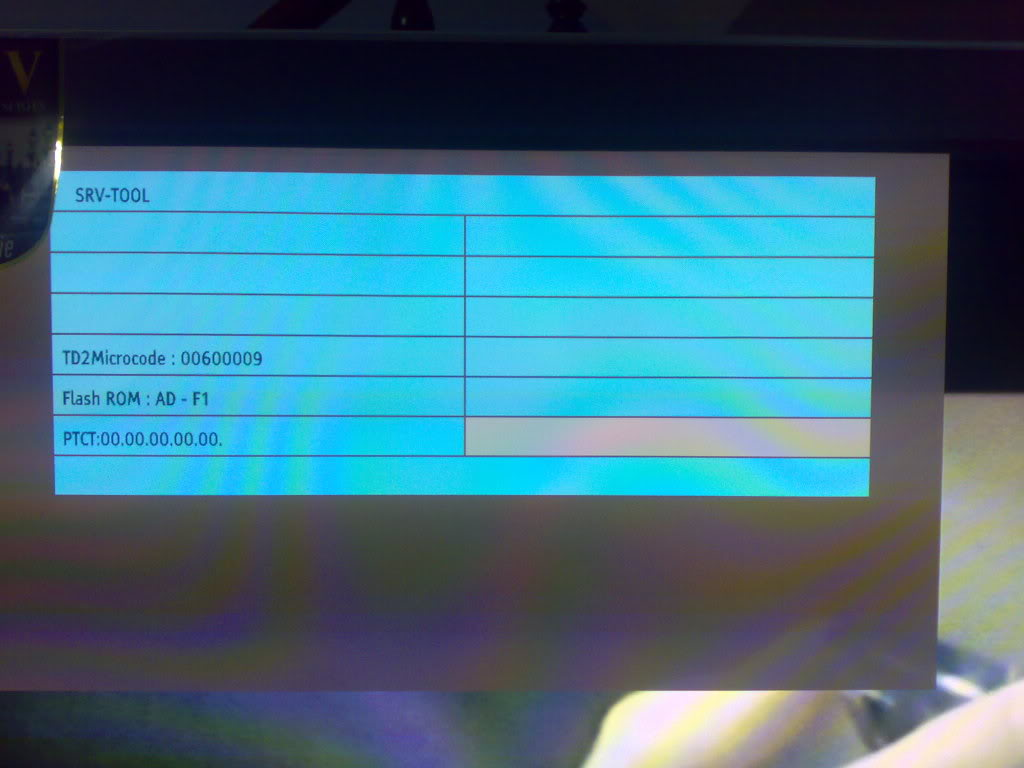 V
SRV-TOOL
TD2Microcode : 00600009
Flash ROM : AD - F1
PTCT:00.00.00.00.00.